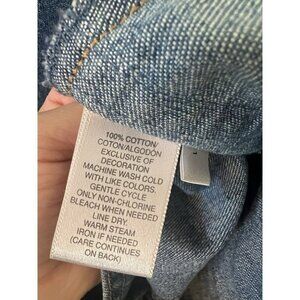 100% COTTON/
COTON/ALGODÓN
EXCLUSIVE OF
DECORATION
MACHINE WASH COLD
WITH LIKE COLORS.
GENTLE CYCLE
ONLY NON-CHLORINE
BLEACH WHEN NEEDED
LINE DRY.
WARM STEAM
IRON IF NEEDED
(CARE CONTINUES
ON BACK)